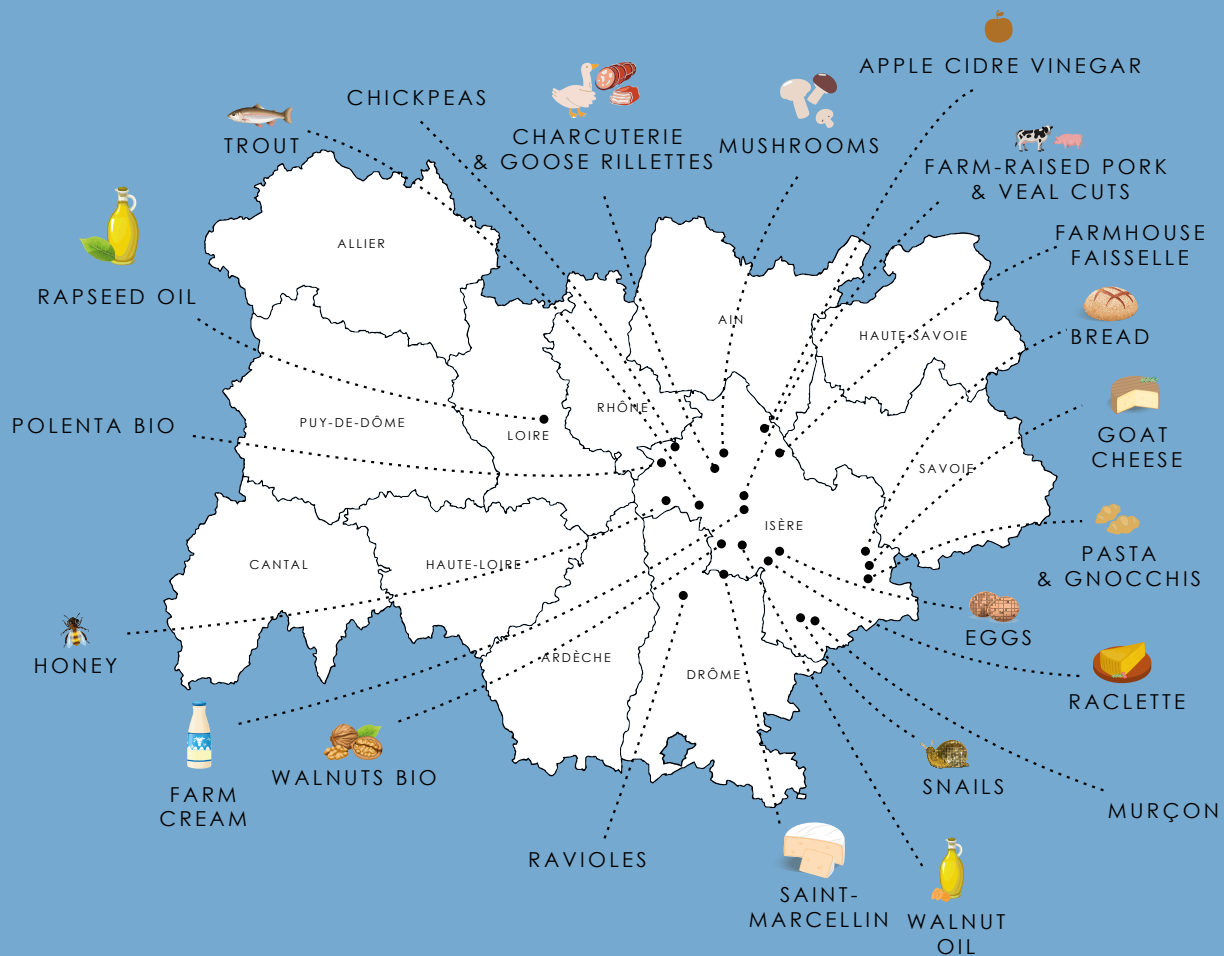 APPLE CIDRE VINEGAR
CHICKPEAS
TROUT
CHARCUTERIE
& GOOSE RILLETTES
MUSHROOMS
FARM-RAISED PORK
& VEAL CUTS
FARMHOUSE
FAISSELLE
ALLIER
RAPSEED OIL
AIN
HAUTE-SAVOIE
BREAD
POLENTA BIO
PUY-DE-DÔME
LOIRE
RHÔNE
SAVOIE
GOAT
CHEESE
ISÈRE
CANTAL
HAUTE-LOIRE
PASTA
& GNOCCHIS
EGGS
HONEY
ARDÈCHE
DRÔME
RACLETTE
WALNUTS BIO
FARM
CREAM
SNAILS
MURÇON
RAVIOLES
SAINT-
MARCELLIN
WALNUT
OIL